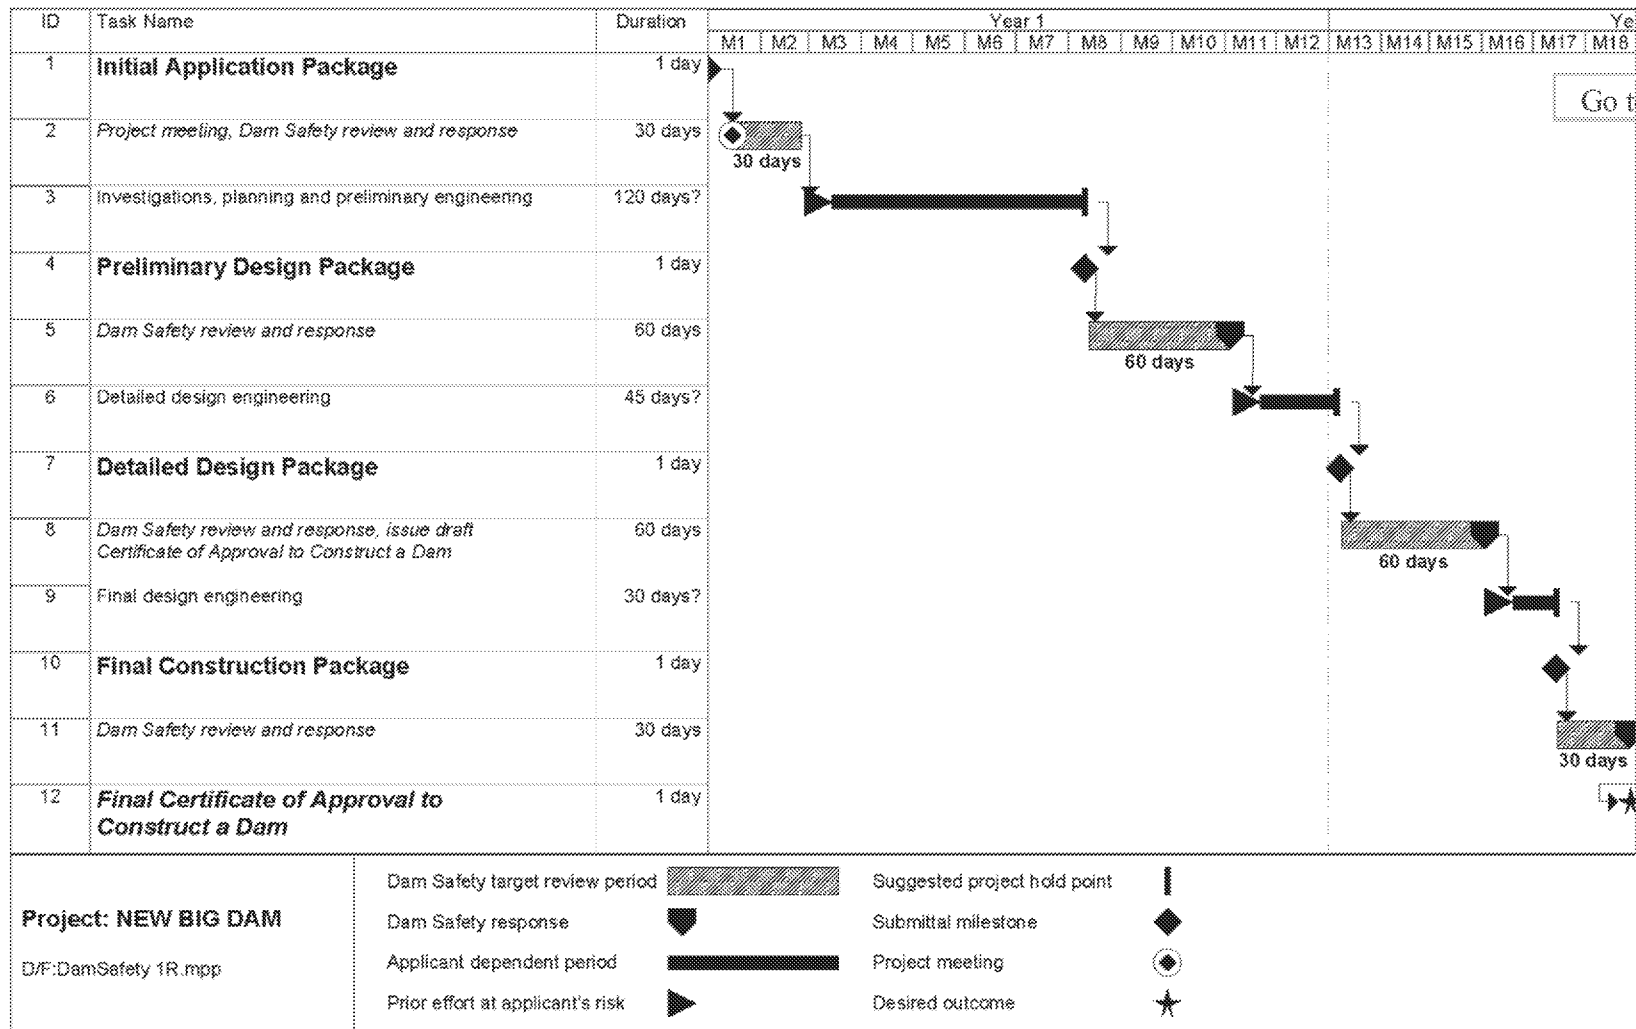 ID Task Name Duration Year 1 Ye
M1 M2 M3 M4 M5 M6 M7 M8 M9 M10 M11 M12 M13 M14 M15 M16 M17 M18
1 Initial Application Package 1 day
Go t
2 Project meeting, Dam Safety review and response 30 days
30 days
3 Investigations, planning and preliminary engineering 120 days?
4 Preliminary Design Package 1 day
5 Dam Safety review and response 60 days
60 days
6 Detailed design engineering 45 days?
7 Detailed Design Package 1 day
8 Dam Safety review and response, issue draft 60 days
Certificate of Approval to Construct a Dam
60 days
9 Final design engineering 30 days?
10 Final Construction Package 1 day
11 Dam Safety review and response 30 days
30 days
12 Final Certificate of Approval to 1 day
Construct a Dam
Project: NEW BIG DAM
D/F:DamSafety 1R.mpp
Dam Safety target review period
Dam Safety response
Applicant dependent period
Prior effort at applicant's risk
Suggested project hold point
Submittal milestone
Project meeting
Desired outcome